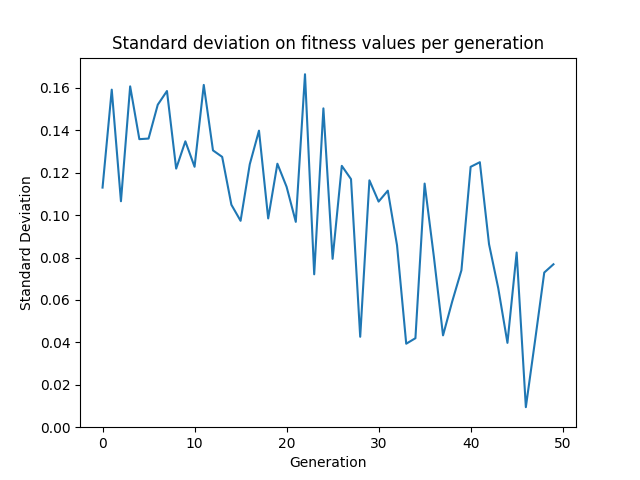 Standard deviation on fitness values per generation
0.16
0.14
0.12
0.10
0.08
0.06
0.04
0.02
0.00
Standard Deviation
0 10 20 30 40 50
Generation